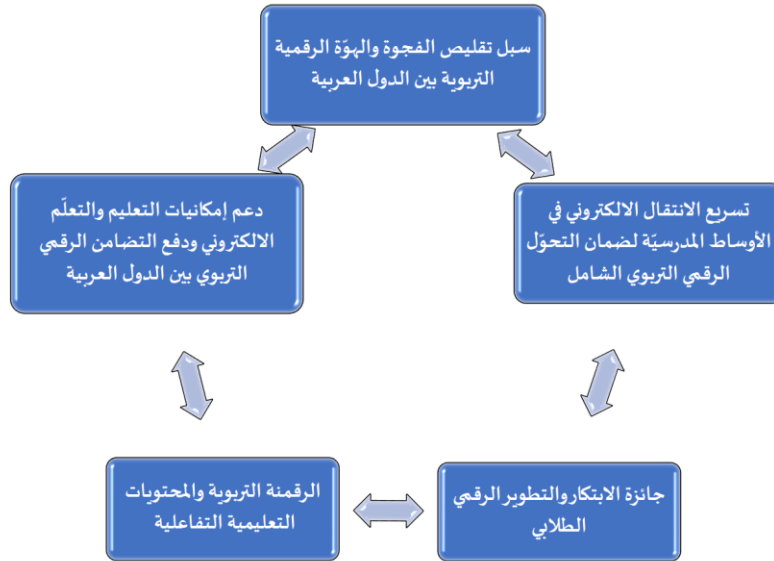 سبل تقليص الفجوة والهوّة الرقمية
التربوية بين الدول العربية
تسريع الانتقال الالكتروني في
الأوساط المدرسيّة لضمان التحوّل
الرقمي التربوي الشامل
دعم إمكانيات التعليم والتعلّم
الالكتروني ودفع التضامن الرقمي
التربوي بين الدول العربية
جائزة الابتكار والتطوير الرقمي
الطلابي
الرقمنة التربوية والمحتويات
التعليمية التفاعلية